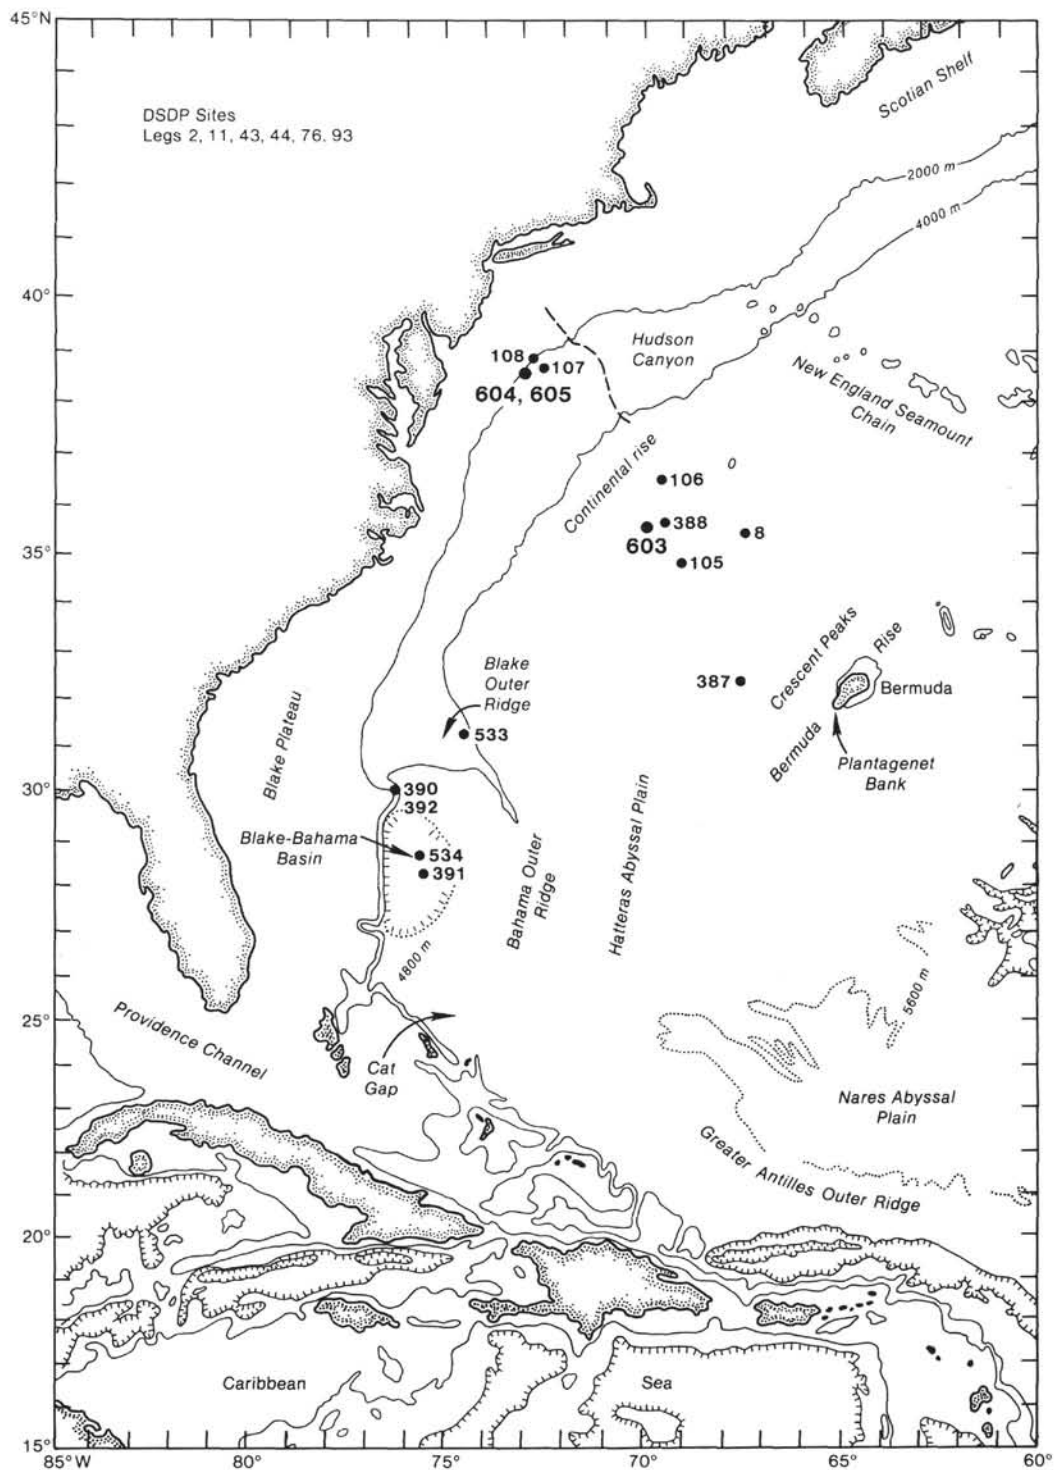 45°N
DSDP Sites
Legs 2, 11, 43, 44, 76. 93
Scotian Shelf
2000 m
4000 m
40°
Hudson
Canyon
108
107
604, 605
New England Seamount
Chain
Continental rise
106
388
603
8
105
35°
Crescent Peaks
Rise
Bermuda
387
Bermuda
Plantagenet
Bank
Blake
Outer
Ridge
533
Blake Plateau
30°
390
392
Blake-Bahama
Basin
534
391
Bahama Outer
Ridge
Hatteras Abyssal Plain
4800 m
5600 m
25°
Providence Channel
Cat
Gap
Nares Abyssal
Plain
Greater Antilles Outer Ridge
20°
Caribbean
Sea
15°
85°W
80°
75°
70°
65°
60°